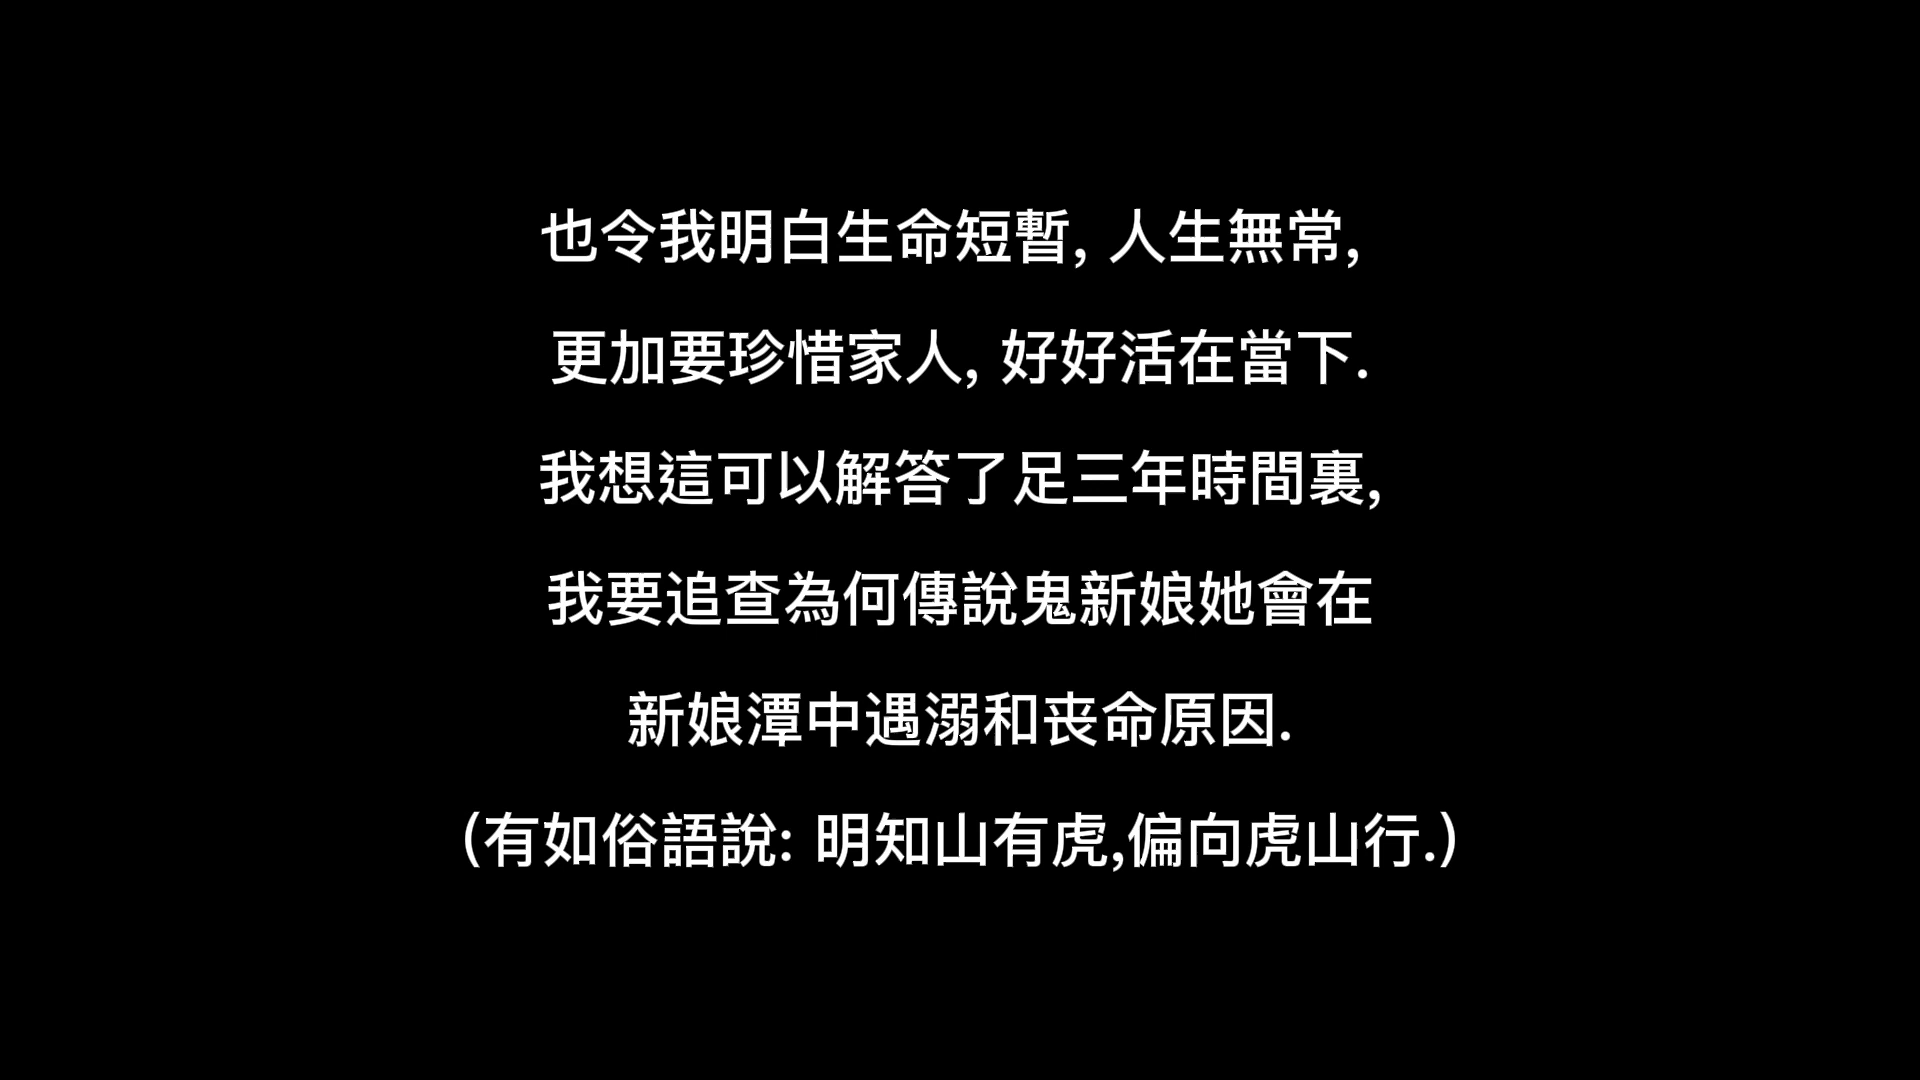 也令我明白生命短暫, 人生無常,
更加要珍惜家人, 好好活在當下.
我想這可以解答了足三年時間裏,
我要追查為何傳說鬼新娘她會在
新娘潭中遇溺和丧命原因.
(有如俗語說: 明知山有虎,偏向虎山行.)